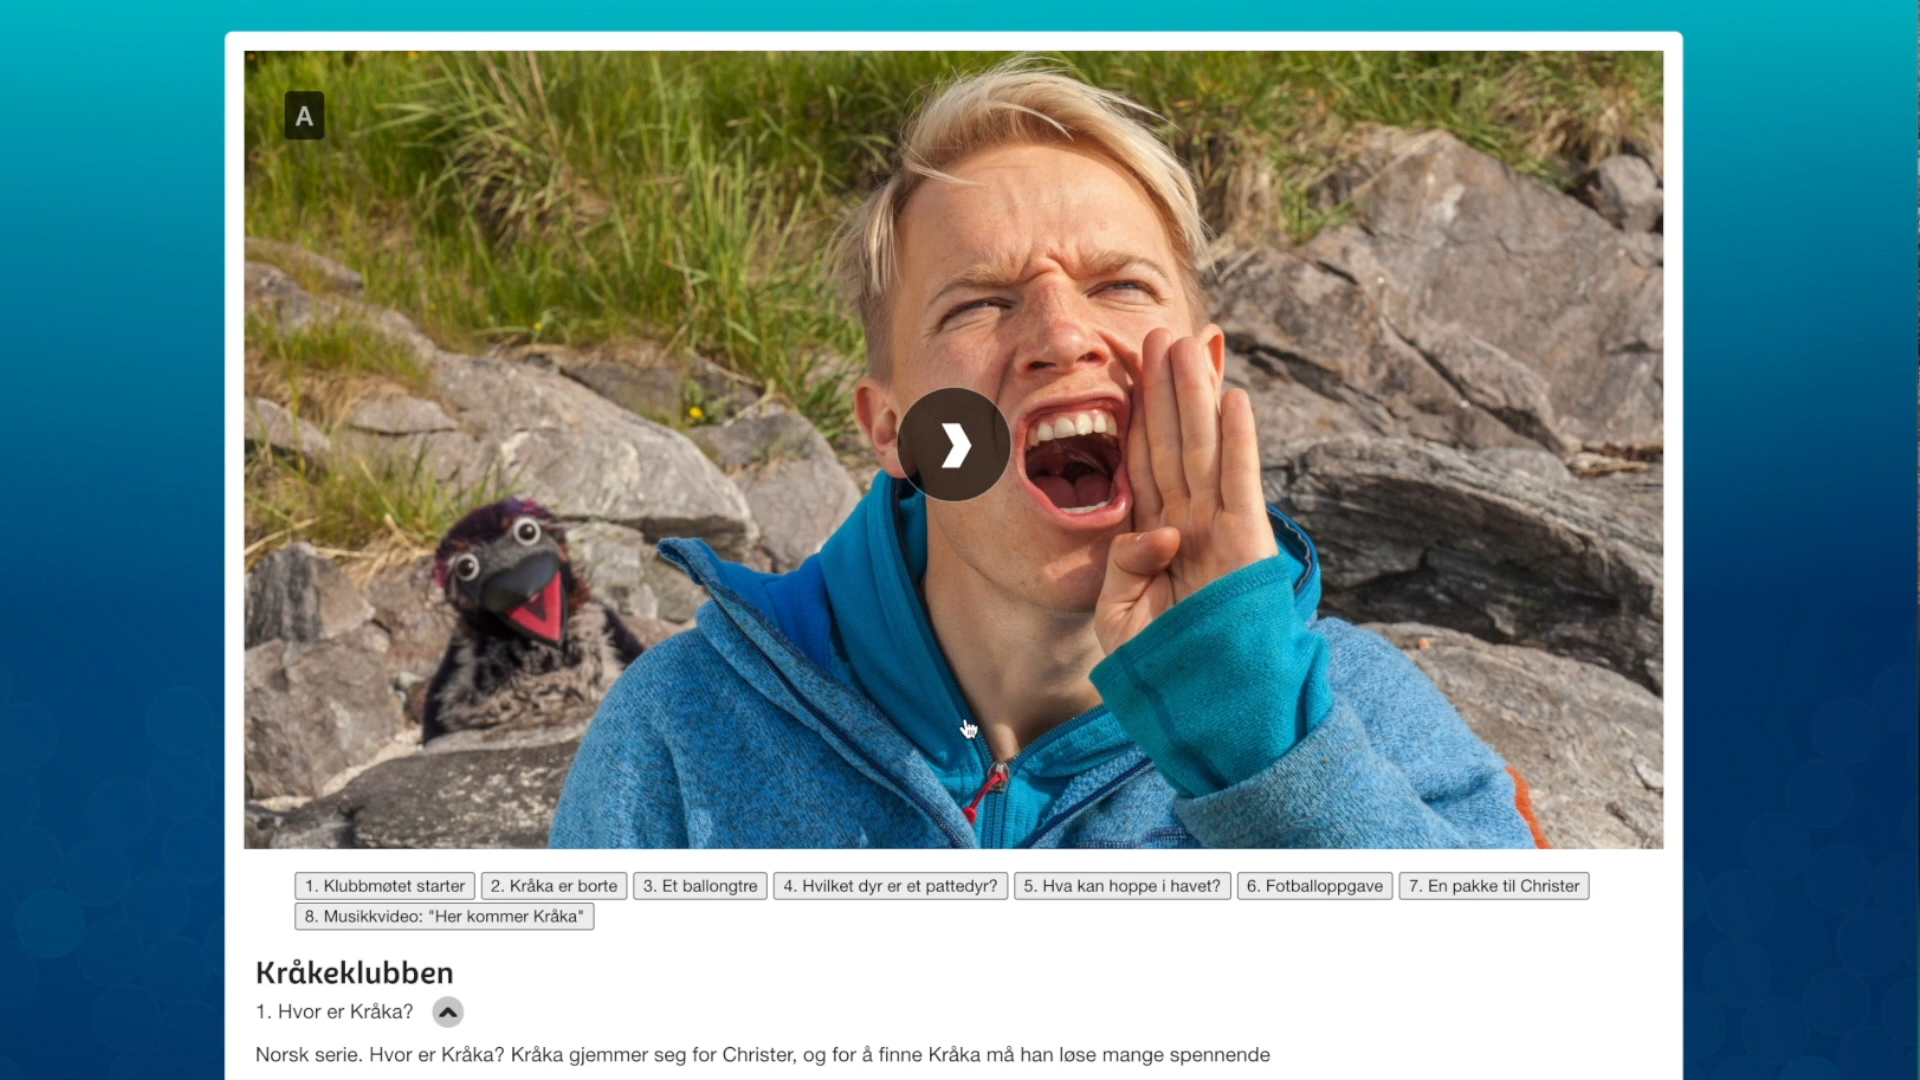 A
1. Klubbmøtet starter 2. Kråka er borte 3. Et ballongtre 4. Hvilket dyr er et pattedyr? 5. Hva kan hoppe i havet? 6. Fotballoppgave 7. En pakke til Christer
8. Musikkvideo: "Her kommer Kråka"
Kråkeklubben
1. Hvor er Kråka?
Norsk serie. Hvor er Kråka? Kråka gjemmer seg for Christer, og for å finne Kråka må han løse mange spennende